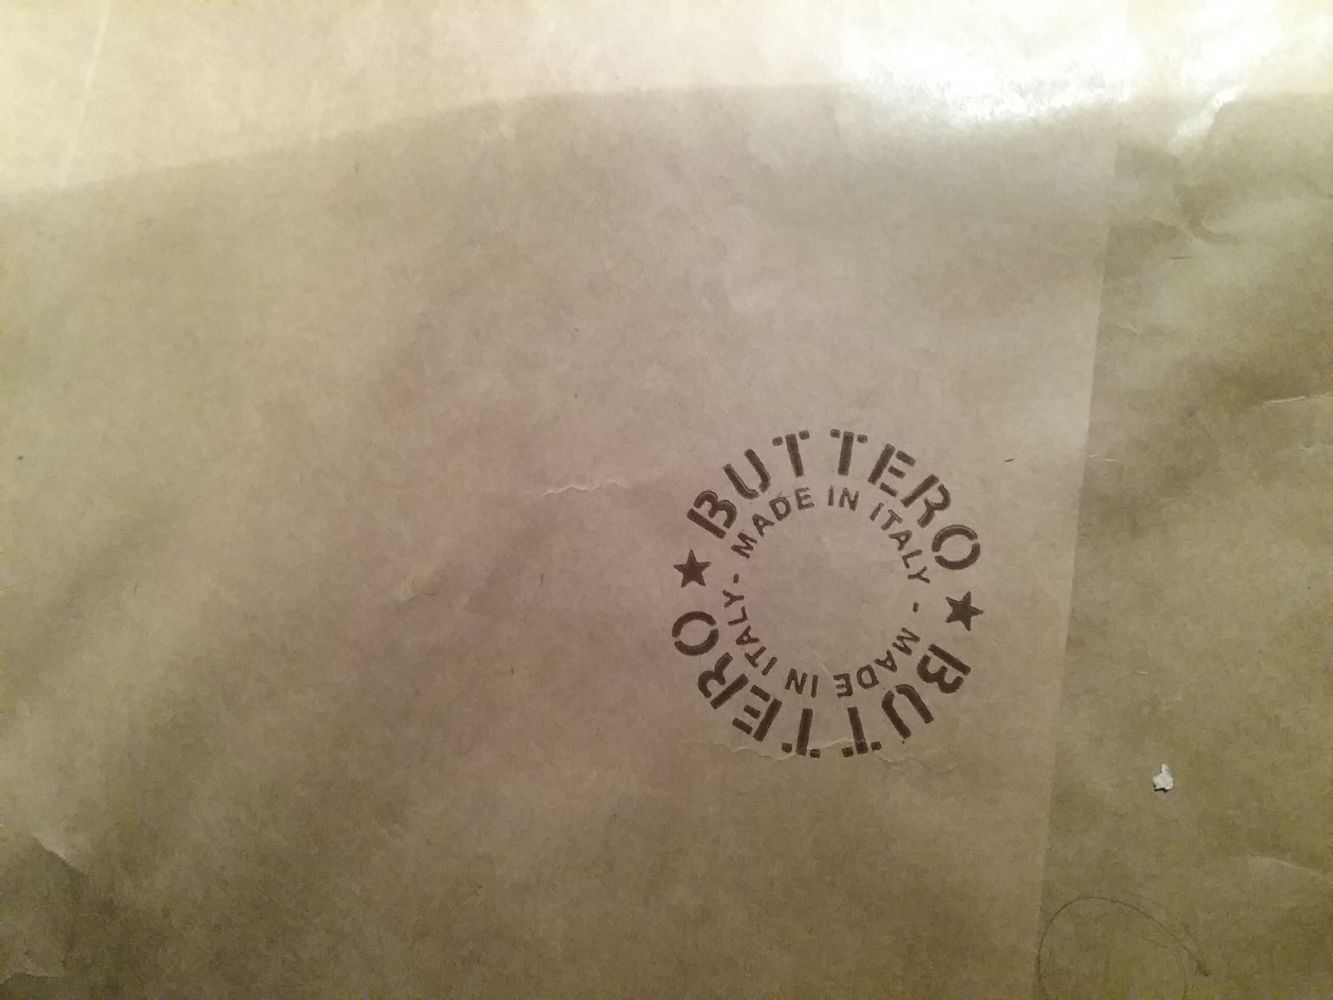 BUTTERO ★ BUTTERO ★
MADE IN ITALY - MADE IN ITALY -